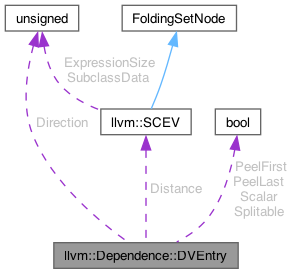 unsigned
FoldingSetNode
ExpressionSize
SubclassData
llvm::SCEV
bool
Direction
Distance
PeelFirst
PeelLast
Scalar
Splitable
llvm::Dependence::DVEntry